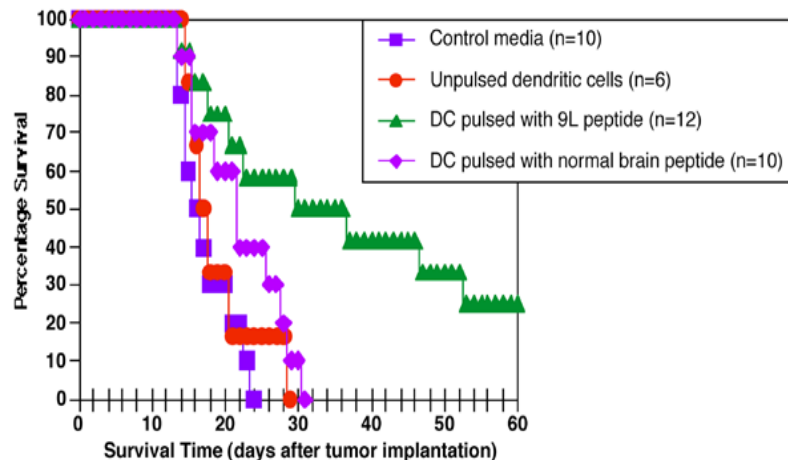 100
90
80
70
60
50
40
30
20
10
0
Percentage Survival
Control media (n=10)
Unpulsed dendritic cells (n=6)
DC pulsed with 9L peptide (n=12)
DC pulsed with normal brain peptide (n=10)
0 10 20 30 40 50 60
Survival Time (days after tumor implantation)